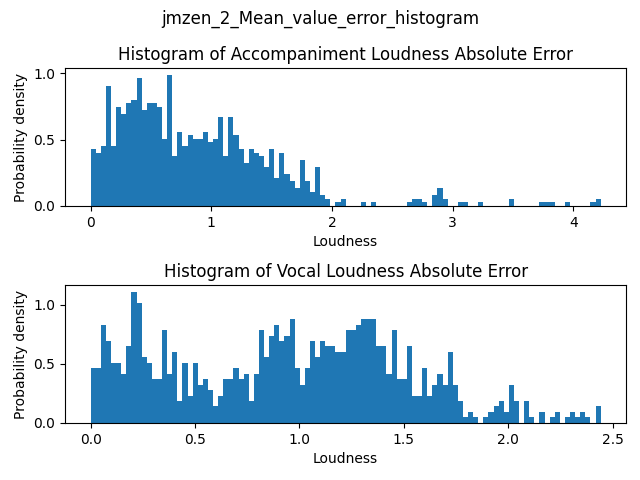 jmzen_2_Mean_value_error_histogram
Histogram of Accompaniment Loudness Absolute Error
Probability density
1.0
0.5
0.0
0 1 2 3 4
Loudness
Histogram of Vocal Loudness Absolute Error
Probability density
1.0
0.5
0.0
0.0 0.5 1.0 1.5 2.0 2.5
Loudness